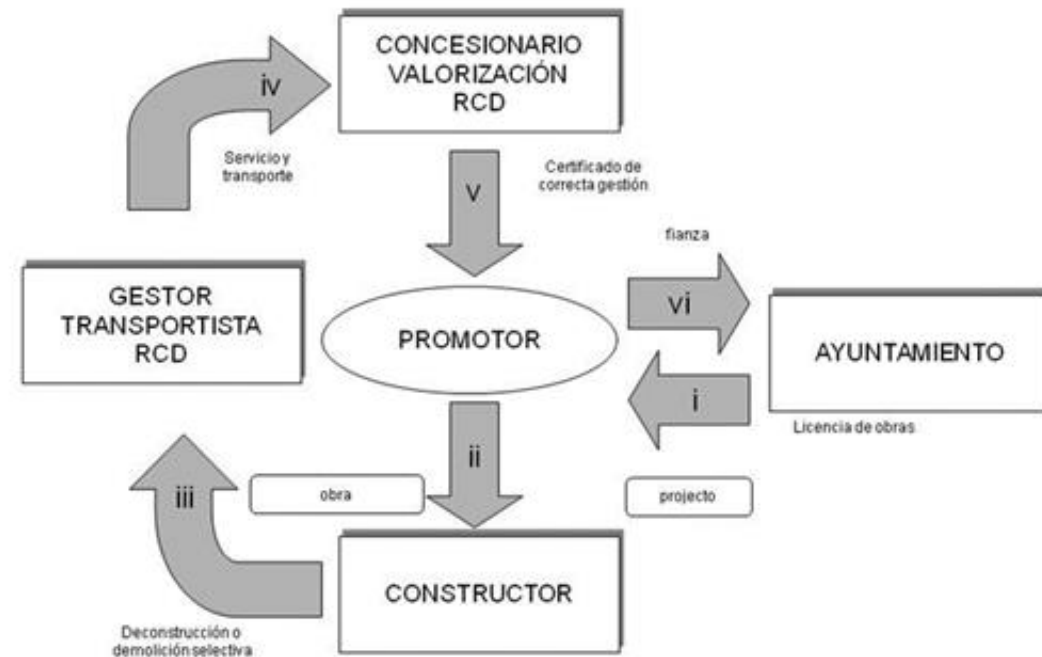 CONCESIONARIO
VALORIZACIÓN
RCD
iv
Servicio y
transporte
v
Certificado de
correcta gestión
fianza
vi
GESTOR
TRANSPORTISTA
RCD
PROMOTOR
AYUNTAMIENTO
i
Licencia de obras
ii
iii
obra
projecto
CONSTRUCTOR
Deconstrucción o
demolición selectiva